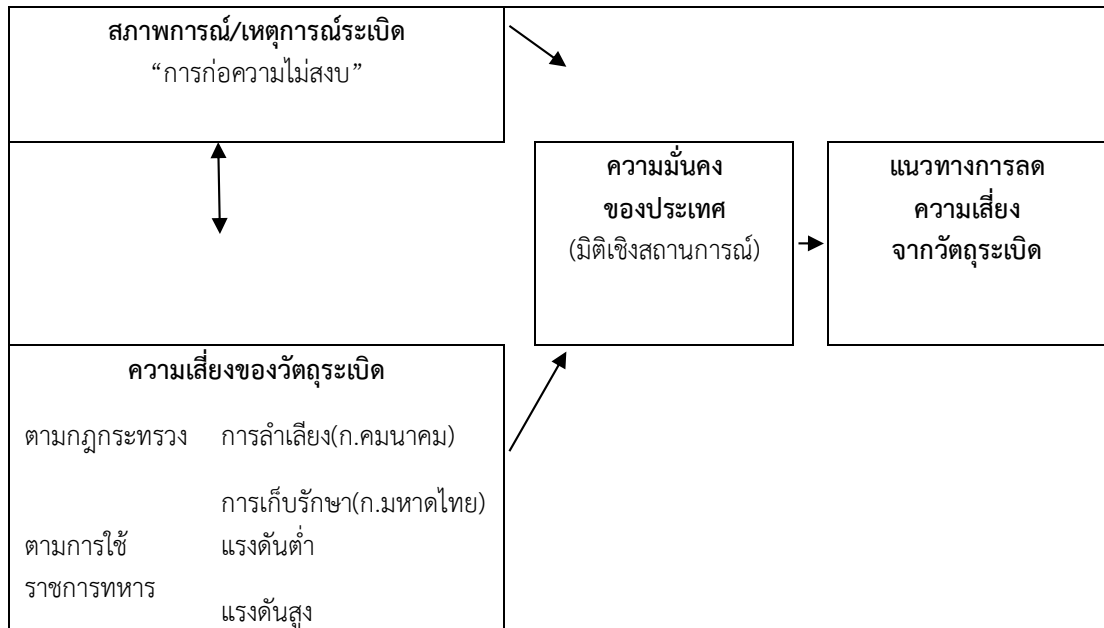 สภาพการณ์/เหตุการณ์ระเบิด
“การก่อความไม่สงบ”
ความมั่นคง
ของประเทศ
(มิติเชิงสถานการณ์)
แนวทางการลด
ความเสี่ยง
จากวัตถุระเบิด
ความเสี่ยงของวัตถุระเบิด
ตามกฎกระทรวง การลำเลียง(ก.คมนาคม)
การเก็บรักษา(ก.มหาดไทย)
ตามการใช้ แรงดันต่ำ
ราชการทหาร
แรงดันสูง